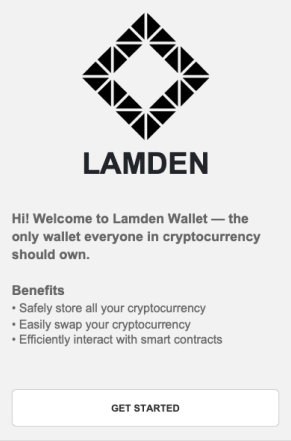 LAMDEN
Hi! Welcome to Lamden Wallet — the
only wallet everyone in cryptocurrency
should own.
Benefits
• Safely store all your cryptocurrency
• Easily swap your cryptocurrency
• Efficiently interact with smart contracts
GET STARTED